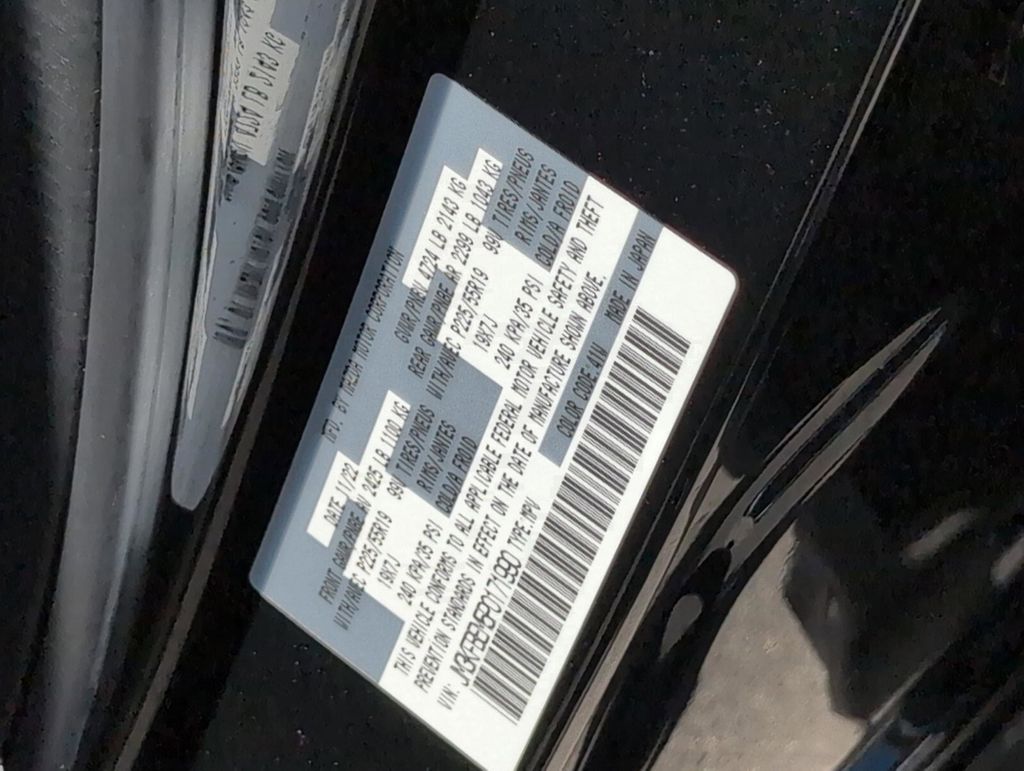 MFD. BY MAZDA MOTOR CORPORATION
DATE 11/22 GVWR/PNBV 4724 LB 2143 KG
FRONT GAWR/PNBE AV 2425 LB 1100 KG REAR GAWR/PNBE AR 2299 LB 1043 KG
WITH/AVEC P225/55R19 99V TIRES/PNEUS WITH/AVEC P225/55R19 99V TIRES/PNEUS
19X7J RIMS/JANTES 19X7J RIMS/JANTES
240 KPA/35 PSI COLD/A FROID 240 KPA/35 PSI COLD/A FROID
THIS VEHICLE CONFORMS TO ALL APPLICABLE FEDERAL MOTOR VEHICLE SAFETY AND THEFT
PREVENTION STANDARDS IN EFFECT ON THE DATE OF MANUFACTURE SHOWN ABOVE.
VIN: TYPE:MPV COLOR CODE 41W MADE IN JAPAN